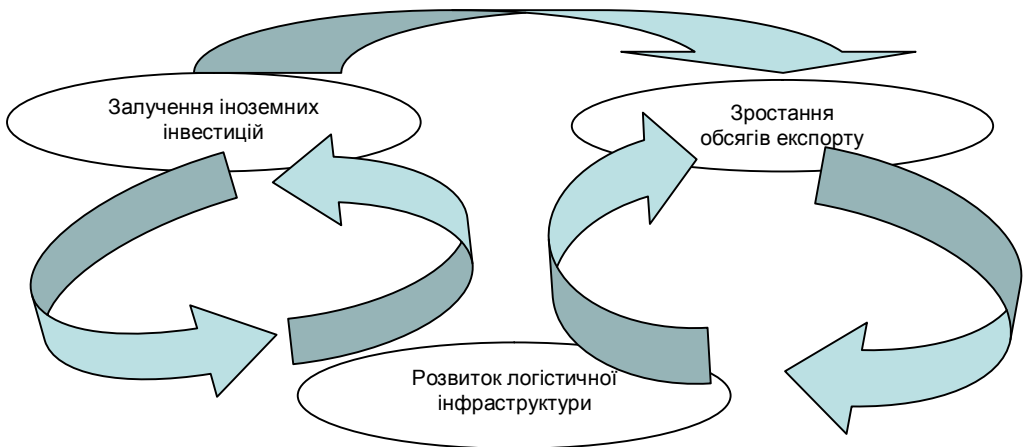 Залучення іноземних
інвестицій
Зростання
обсягів експорту
Розвиток логістичної
інфраструктури